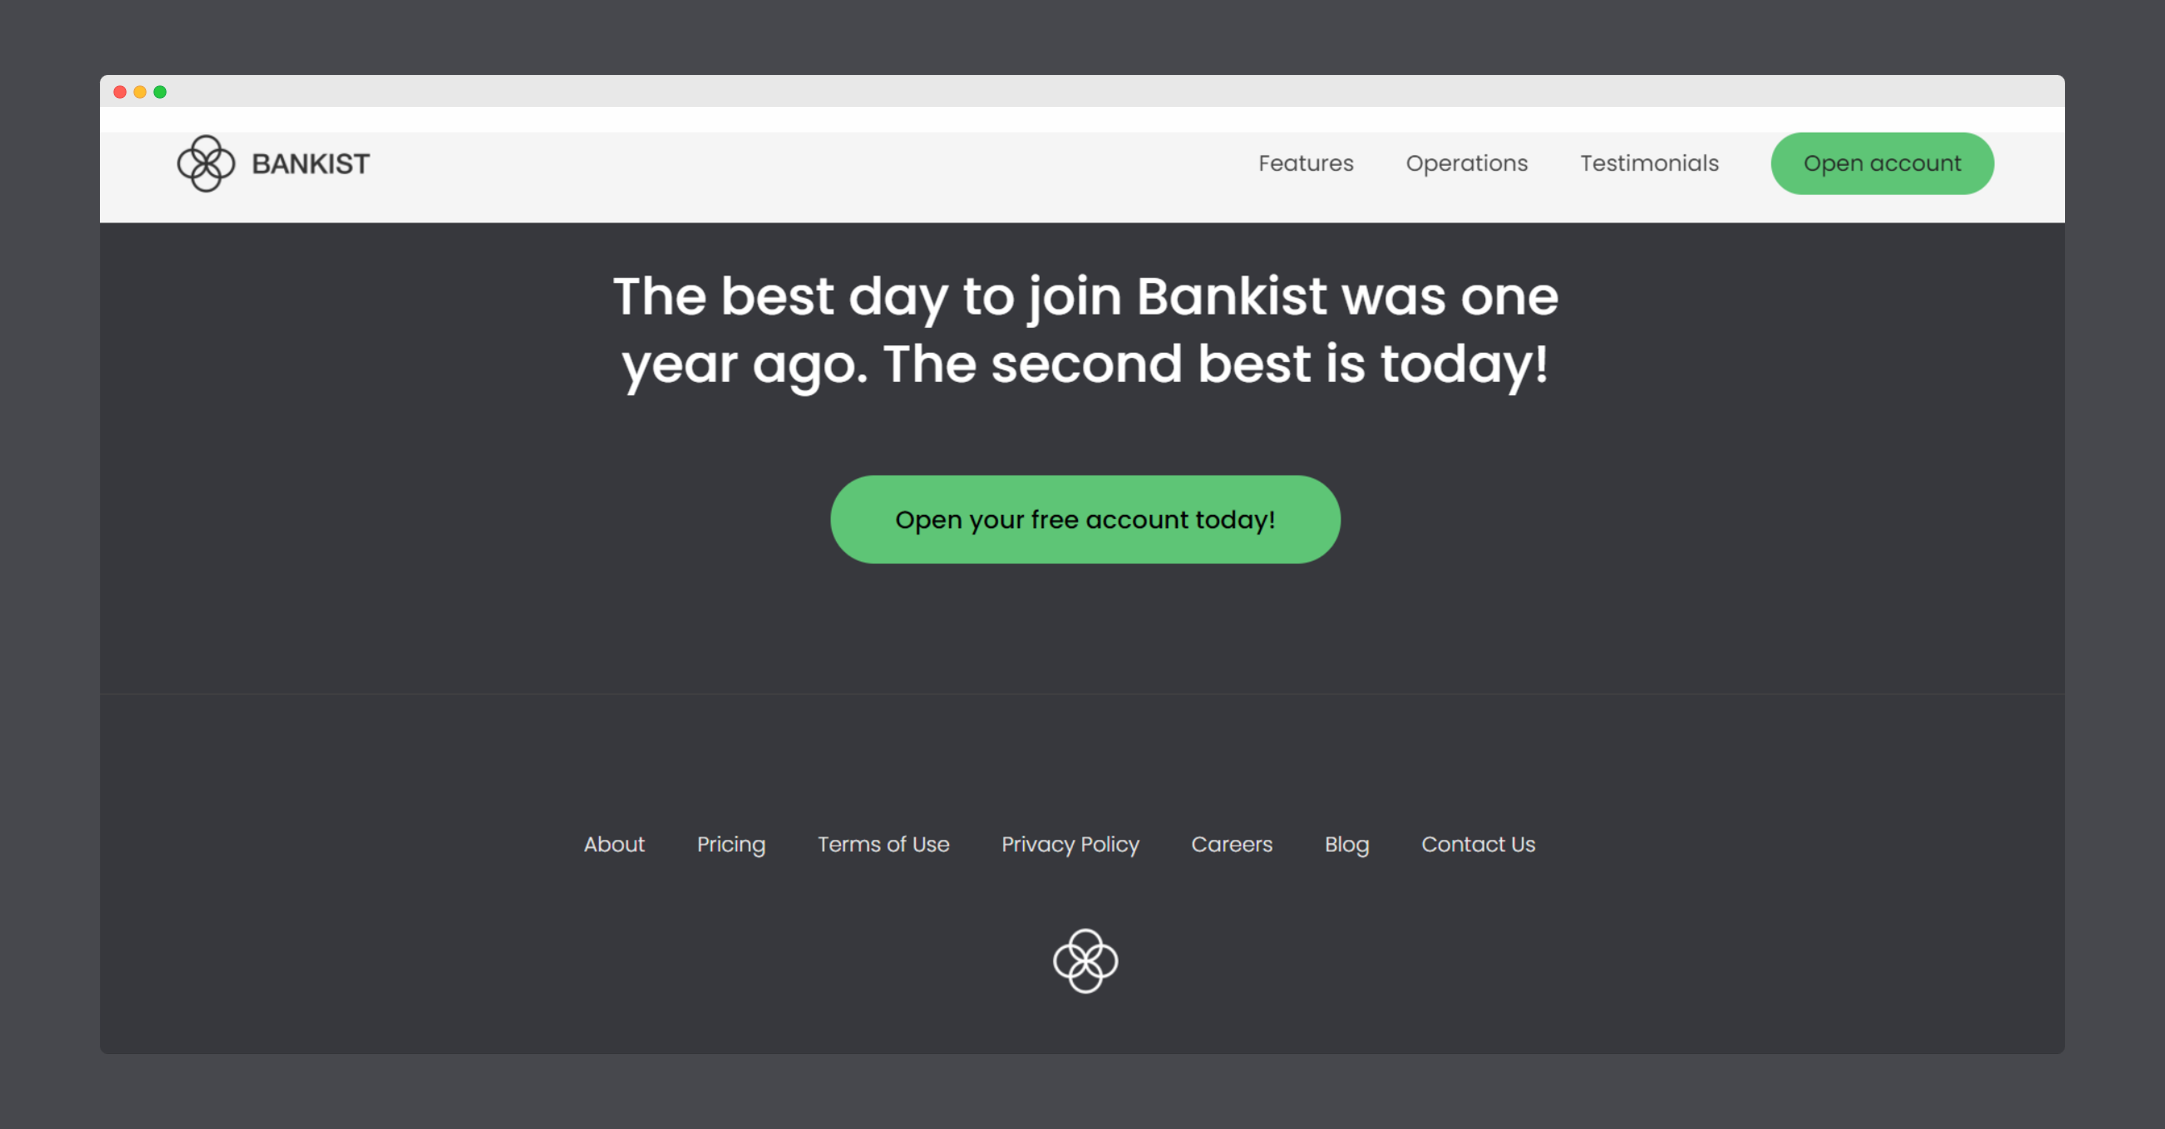 BANKIST
Features Operations Testimonials Open account
The best day to join Bankist was one
year ago. The second best is today!
Open your free account today!
About Pricing Terms of Use Privacy Policy Careers Blog Contact Us